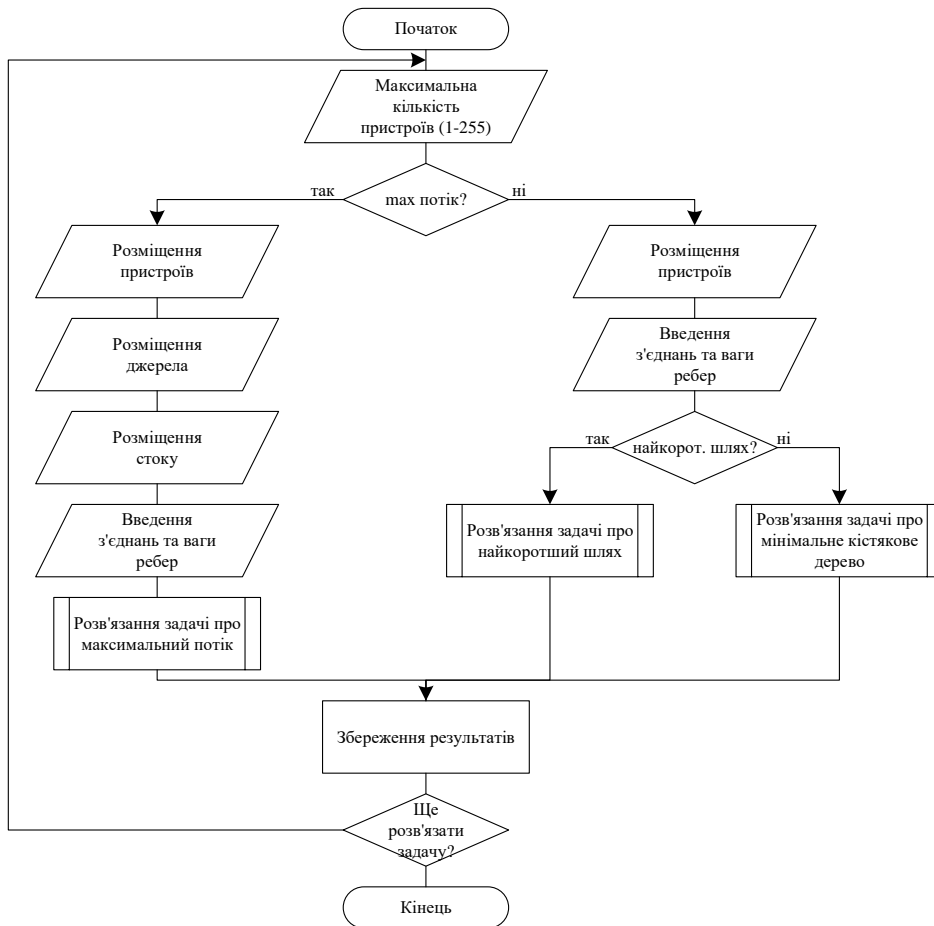 Початок
Максимальна
кількість
пристроїв (1-255)
так
max потік?
ні
Розміщення
пристроїв
Розміщення
джерела
Розміщення
стоку
Введення
з'єднань та ваги
ребер
Розв'язання задачі про
максимальний потік
Розміщення
пристроїв
Введення
з'єднань та ваги
ребер
так
найкорот. шлях?
ні
Розв'язання задачі про
найкоротший шлях
Розв'язання задачі про
мінімальне кістякове
дерево
Збереження результатів
Ще
розв'язати
задачу?
Кінець